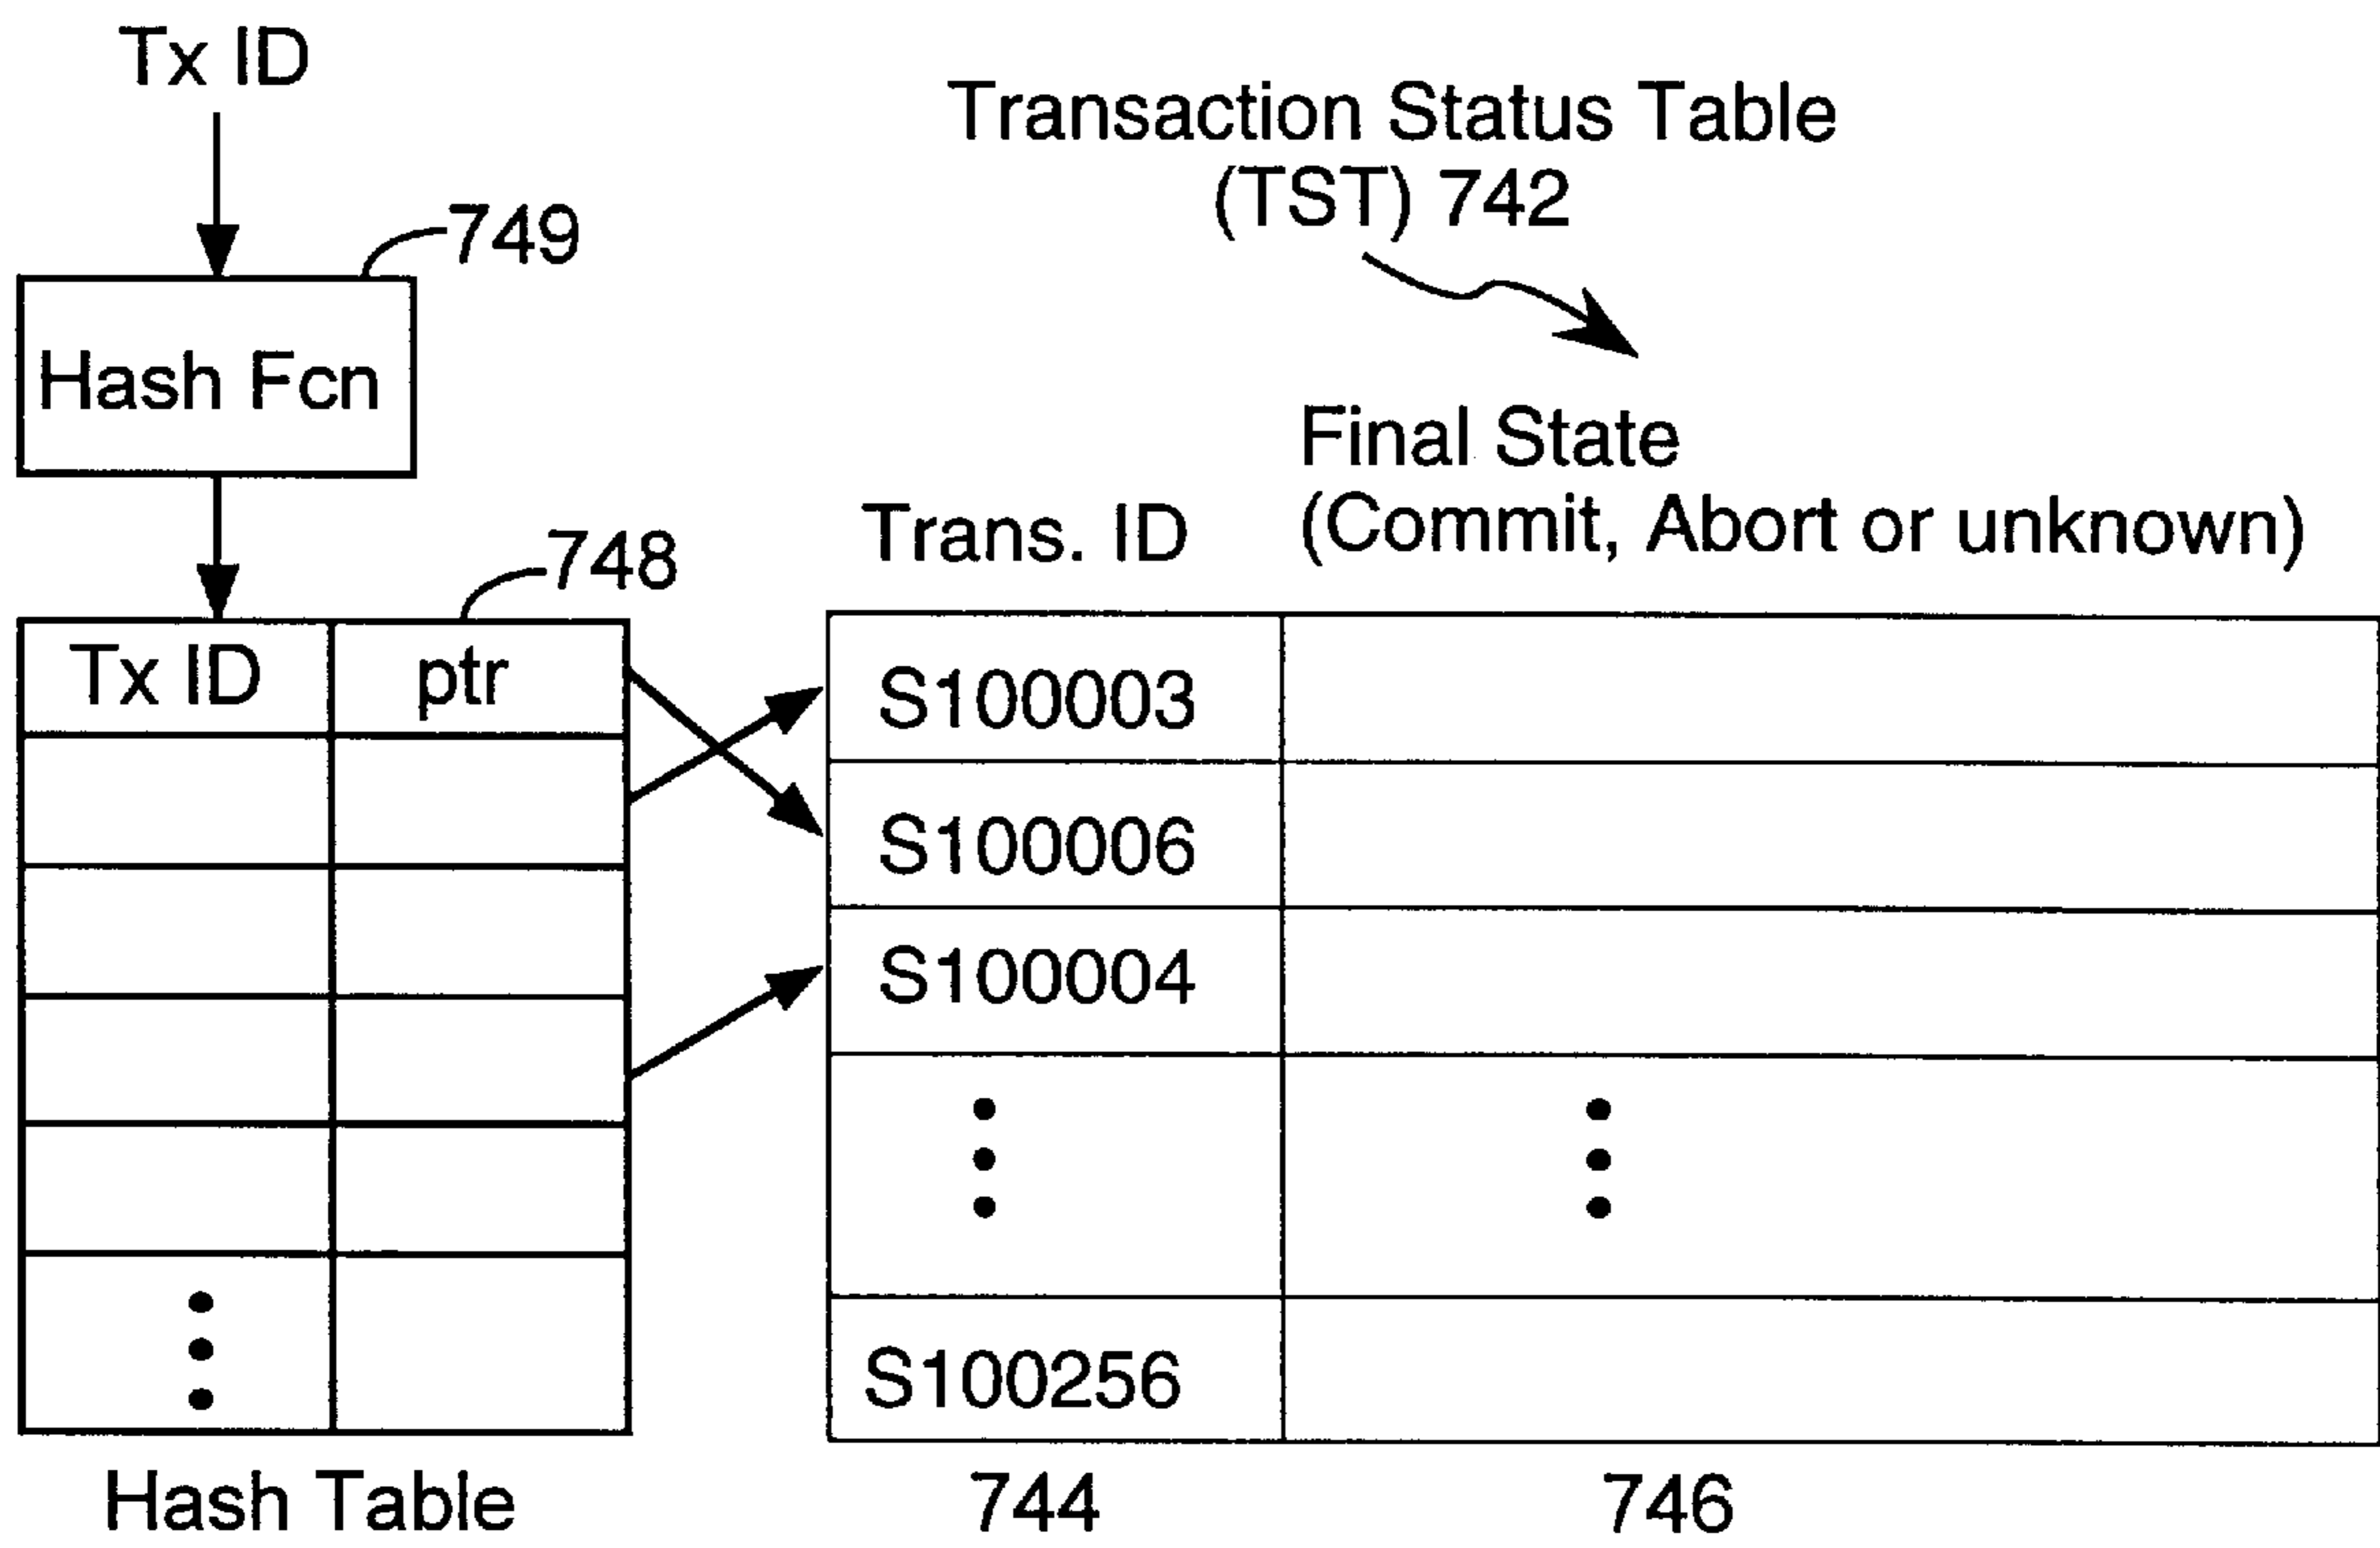 Tx ID
749
Hash Fcn
748
Tx ID ptr
Hash Table
Transaction Status Table
(TST) 742
Final State
(Commit, Abort or unknown)
Trans. ID
S100003
S100006
S100004
S100256
744
746